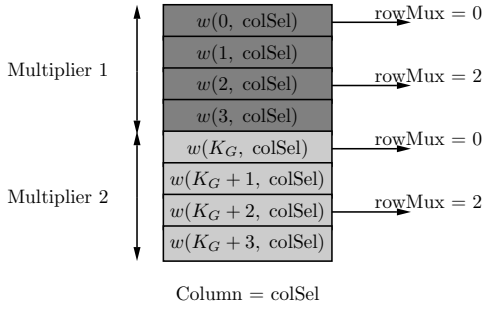 w(0, colSel) rowMux = 0
w(1, colSel)
Multiplier 1
w(2, colSel) rowMux = 2
w(3, colSel)
w(K_G, colSel) rowMux = 0
w(K_G + 1, colSel)
Multiplier 2
w(K_G + 2, colSel) rowMux = 2
w(K_G + 3, colSel)
Column = colSel